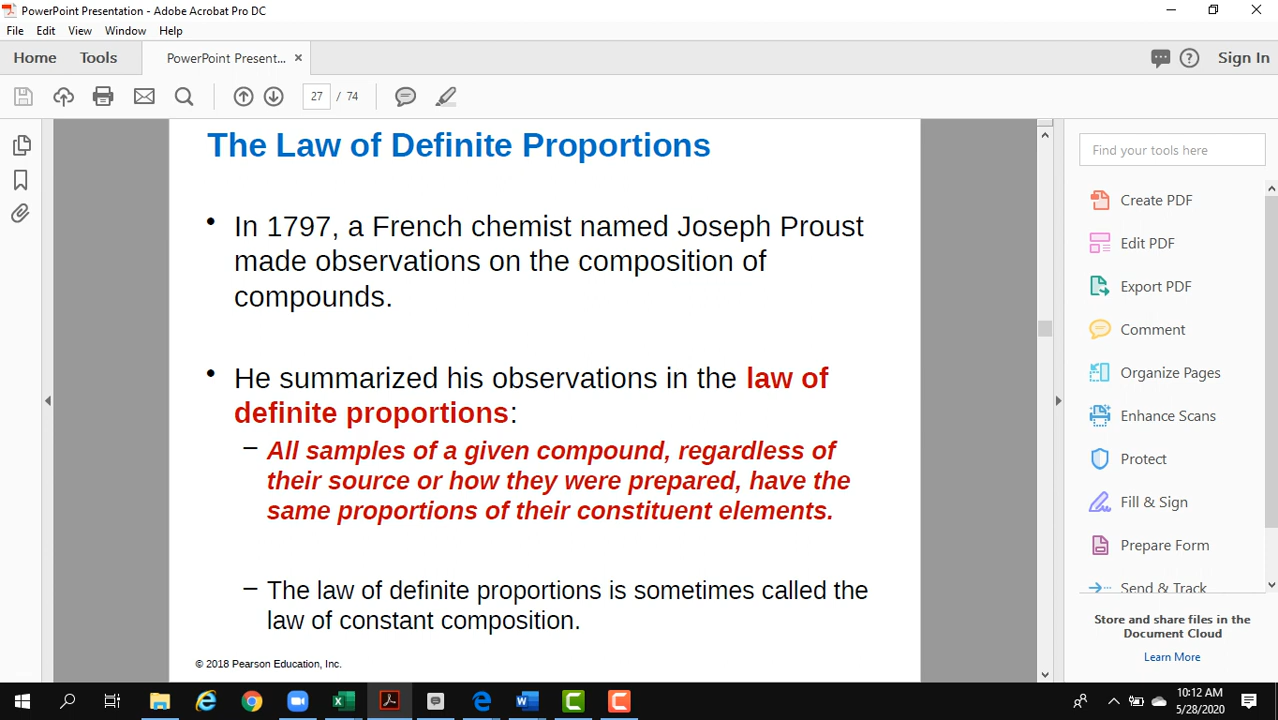 PowerPoint Presentation - Adobe Acrobat Pro DC
File Edit View Window Help
Home Tools PowerPoint Present... × Sign In
27 / 74
The Law of Definite Proportions
• In 1797, a French chemist named Joseph Proust
made observations on the composition of
compounds.
• He summarized his observations in the law of
definite proportions:
– All samples of a given compound, regardless of
their source or how they were prepared, have the
same proportions of their constituent elements.
– The law of definite proportions is sometimes called the
law of constant composition.
© 2018 Pearson Education, Inc.
Find your tools here
Create PDF
Edit PDF
Export PDF
Comment
Organize Pages
Enhance Scans
Protect
Fill & Sign
Prepare Form
Send & Track
Store and share files in the
Document Cloud
Learn More
10:12 AM
5/28/2020